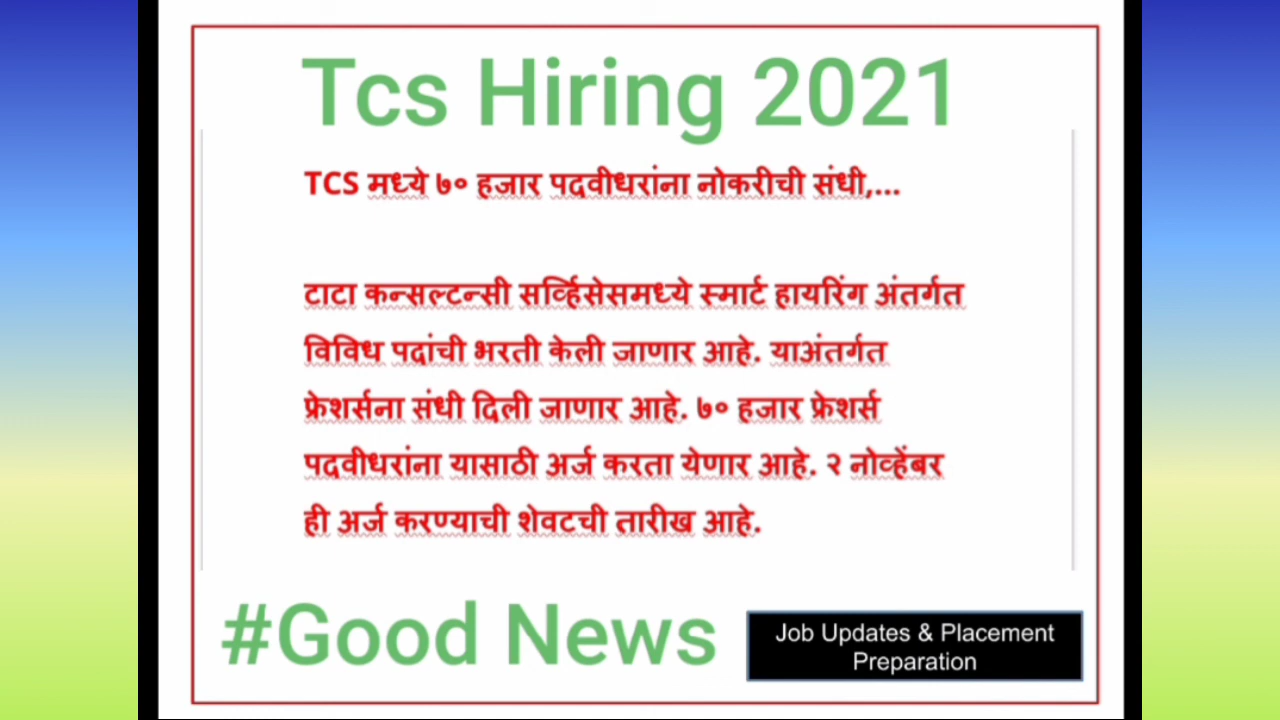 Tcs Hiring 2021
TCS मध्ये ७० हजार पदवीधरांना नोकरीची संधी,...
टाटा कन्सल्टन्सी सर्व्हिसेसमध्ये स्मार्ट हायरिंग अंतर्गत
विविध पदांची भरती केली जाणार आहे. याअंतर्गत
फ्रेशर्सना संधी दिली जाणार आहे. ७० हजार फ्रेशर्स
पदवीधरांना यासाठी अर्ज करता येणार आहे. २ नोव्हेंबर
ही अर्ज करण्याची शेवटची तारीख आहे.
#Good News
Job Updates & Placement
Preparation